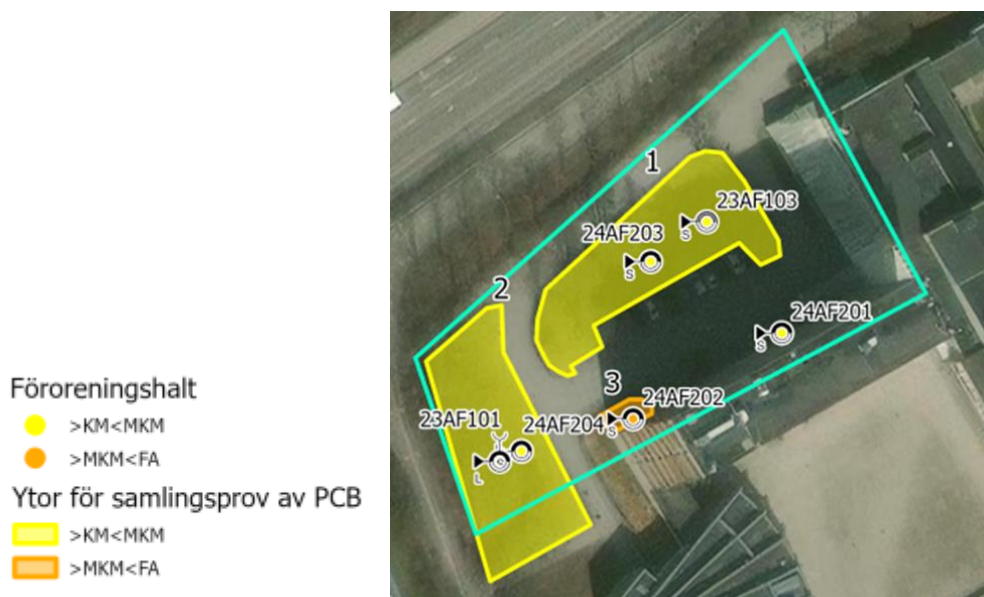 Föroreningshalt
>KM<MKM
>MKM<FA
Ytor för samlingsprov av PCB
>KM<MKM
>MKM<FA
1
23AF103
S
24AF203
S
2
24AF201
S
3
24AF202
S
23AF101
24AF204
L